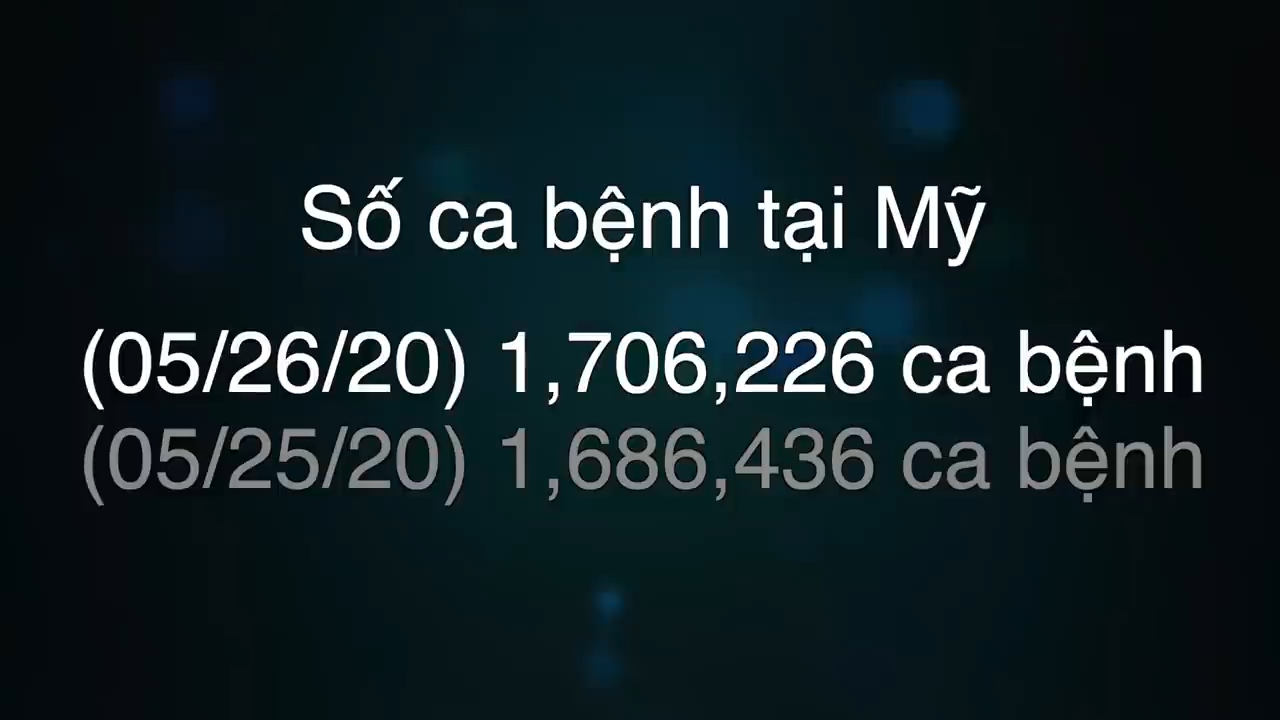 Số ca bệnh tại Mỹ
(05/26/20) 1,706,226 ca bệnh
(05/25/20) 1,686,436 ca bệnh